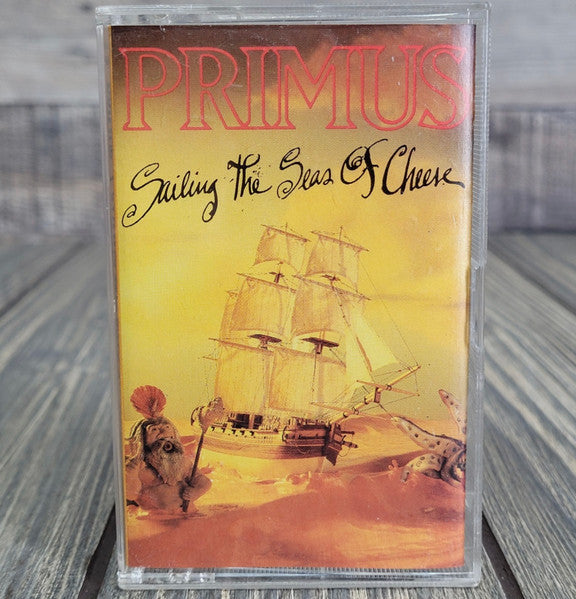 PRIMUS
Sailing The Seas Of Cheese